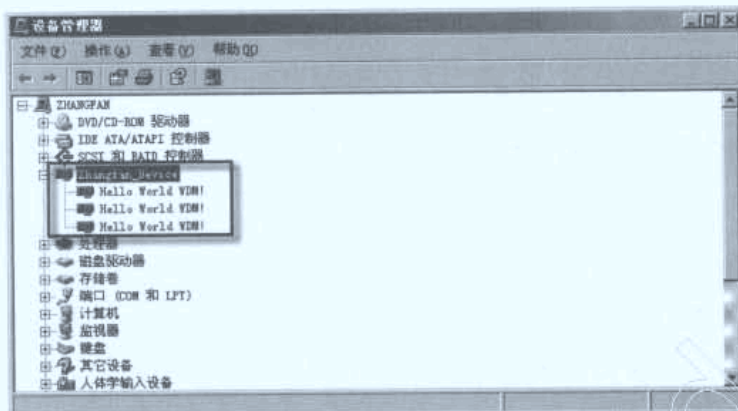 设备管理器
文件(F) 操作(A) 查看(V) 帮助(H)
ZHANGFAN
DVD/CD-ROM 驱动器
IDE ATA/ATAPI 控制器
SCSI 和 RAID 控制器
Zhangfan_Device
Hello World WDM!
Hello World WDM!
Hello World WDM!
处理器
磁盘驱动器
存储卷
端口 (COM 和 LPT)
计算机
监视器
键盘
其它设备
人体学输入设备